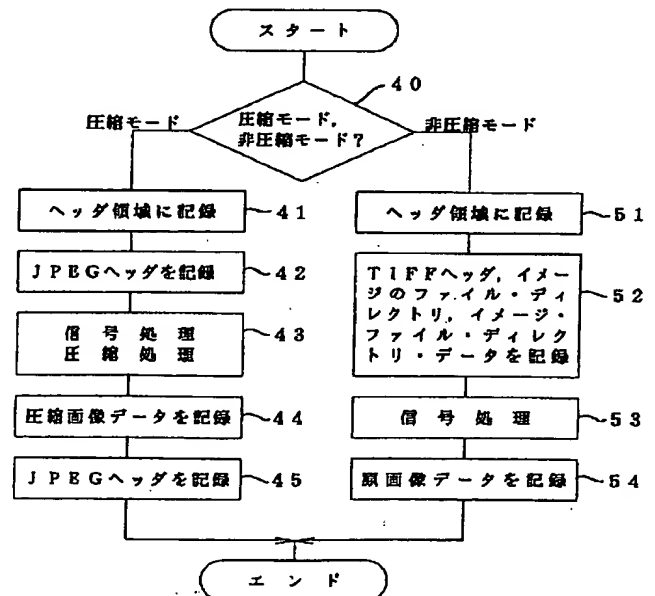 スタート
40
圧縮モード
圧縮モード,
非圧縮モード?
非圧縮モード
ヘッダ領域に記録
41
JPEGヘッダを記録
42
信号処理
圧縮処理
43
圧縮画像データを記録
44
JPEGヘッダを記録
45
ヘッダ領域に記録
51
TIFFヘッダ,イメー
ジのファイル・ディ
レクトリ,イメージ・
ファイル・ディレク
トリ・データを記録
52
信号処理
53
原画像データを記録
54
エンド